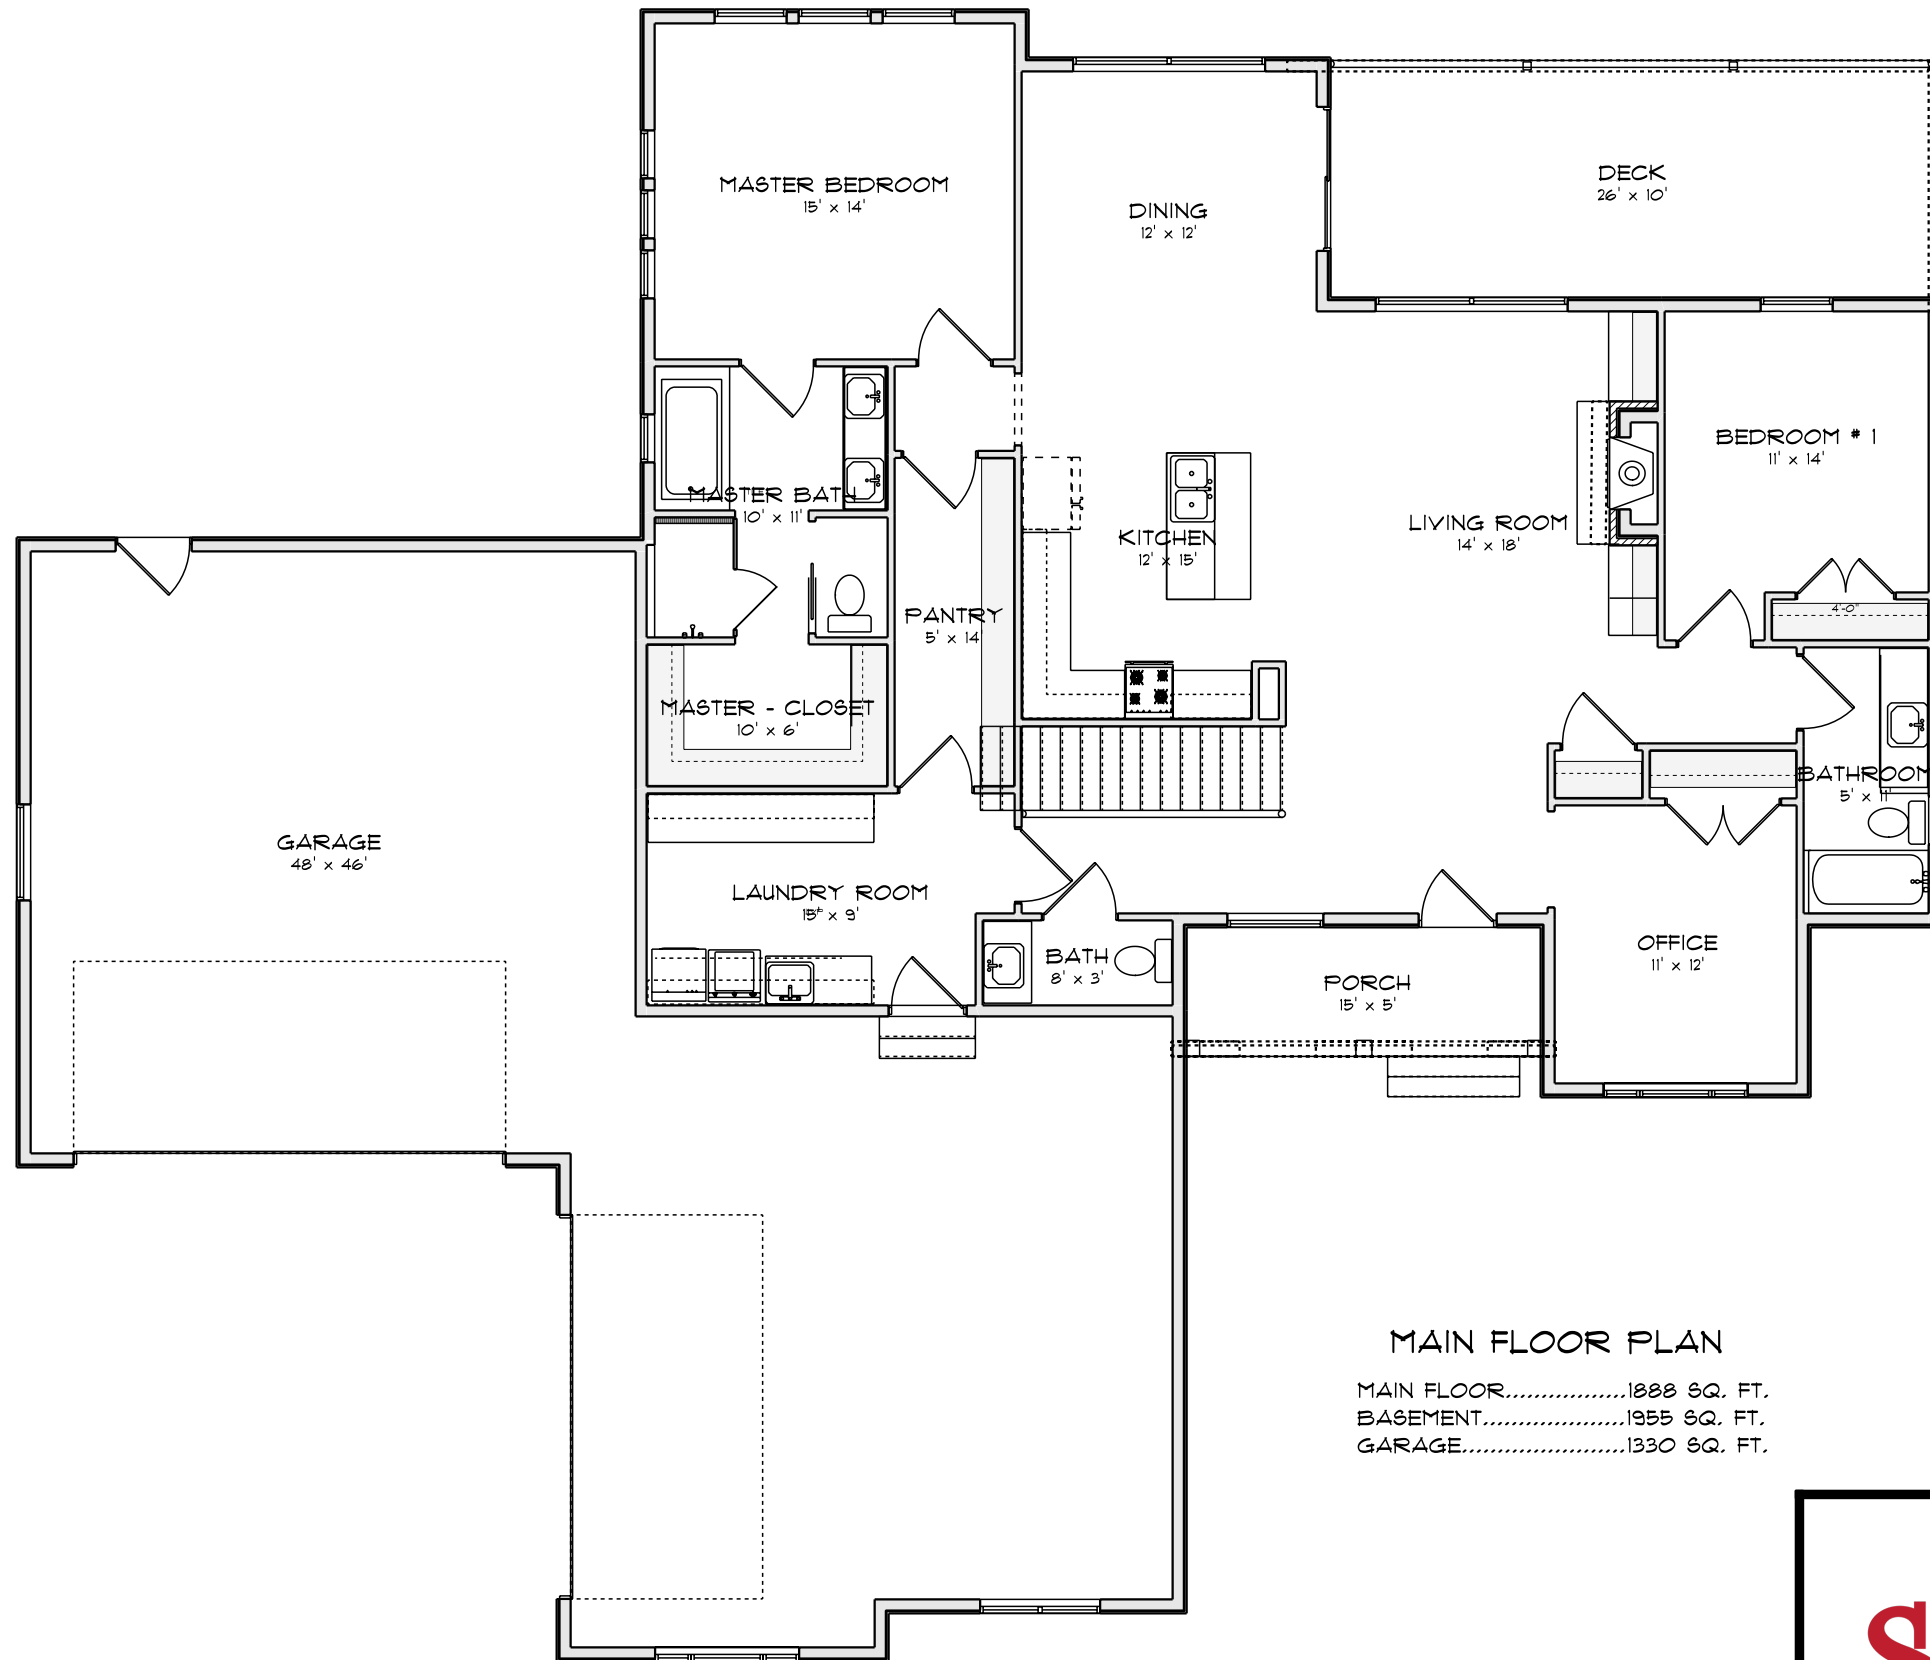 MASTER BEDROOM
15' x 14'
DINING
12' x 12'
DECK
26' x 10'
BEDROOM # 1
11' x 14'
MASTER BATH
10' x 11'
KITCHEN
12' x 15'
LIVING ROOM
14' x 18'
4'-0"
PANTRY
5' x 14'
MASTER - CLOSET
10' x 6'
BATHROOM
5' x 11'
GARAGE
48' x 46'
LAUNDRY ROOM
x 9'
BATH
8' x 3'
OFFICE
11' x 12'
PORCH
15' x 5'
MAIN FLOOR PLAN
MAIN FLOOR.................1888 SQ. FT.
BASEMENT....................1955 SQ. FT.
GARAGE.......................1330 SQ. FT.